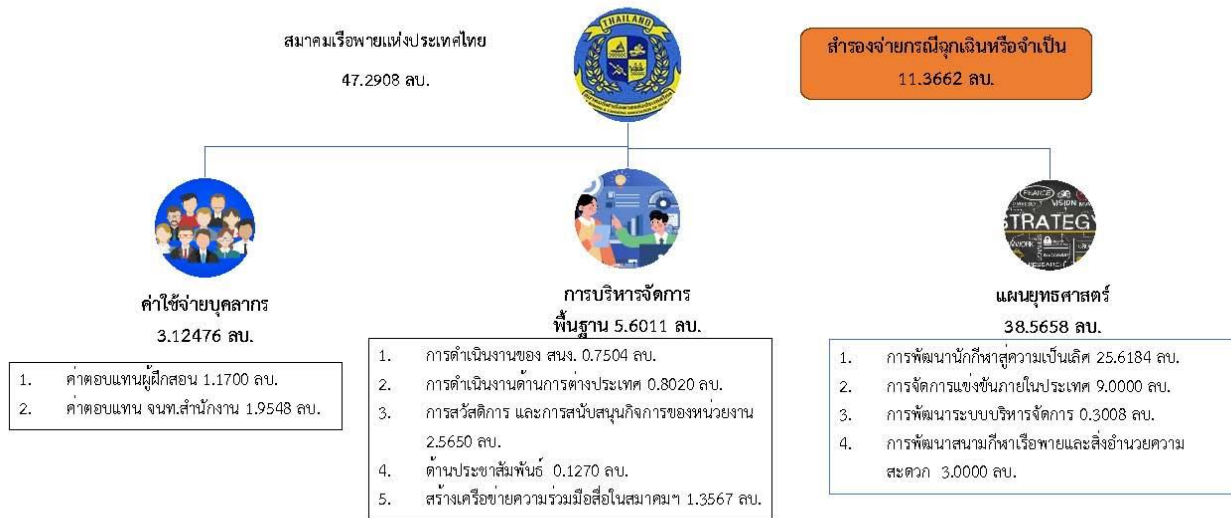 สมาคมเรือพายแห่งประเทศไทย
47.2908 ลบ.
THAILAND
สำรองจ่ายกรณีฉุกเฉินหรือจำเป็น
11.3662 ลบ.
FINANCE
VISION
STRATEGY
RESEARCH
ค่าใช้จ่ายบุคลากร
3.12476 ลบ.
1. ค่าตอบแทนผู้ฝึกสอน 1.1700 ลบ.
2. ค่าตอบแทน จนท.สำนักงาน 1.9548 ลบ.
การบริหารจัดการ
พื้นฐาน 5.6011 ลบ.
1. การดำเนินงานของ สนง. 0.7504 ลบ.
2. การดำเนินงานด้านการต่างประเทศ 0.8020 ลบ.
3. การสวัสดิการ และการสนับสนุนกิจการของหน่วยงาน
2.5650 ลบ.
4. ด้านประชาสัมพันธ์ 0.1270 ลบ.
5. สร้างเครือข่ายความร่วมมือสื่อในสมาคมฯ 1.3567 ลบ.
แผนยุทธศาสตร์
38.5658 ลบ.
1. การพัฒนานักกีฬาสู่ความเป็นเลิศ 25.6184 ลบ.
2. การจัดการแข่งขันภายในประเทศ 9.0000 ลบ.
3. การพัฒนาระบบบริหารจัดการ 0.3008 ลบ.
4. การพัฒนาสนามกีฬาเรือพายและสิ่งอำนวยความ
สะดวก 3.0000 ลบ.